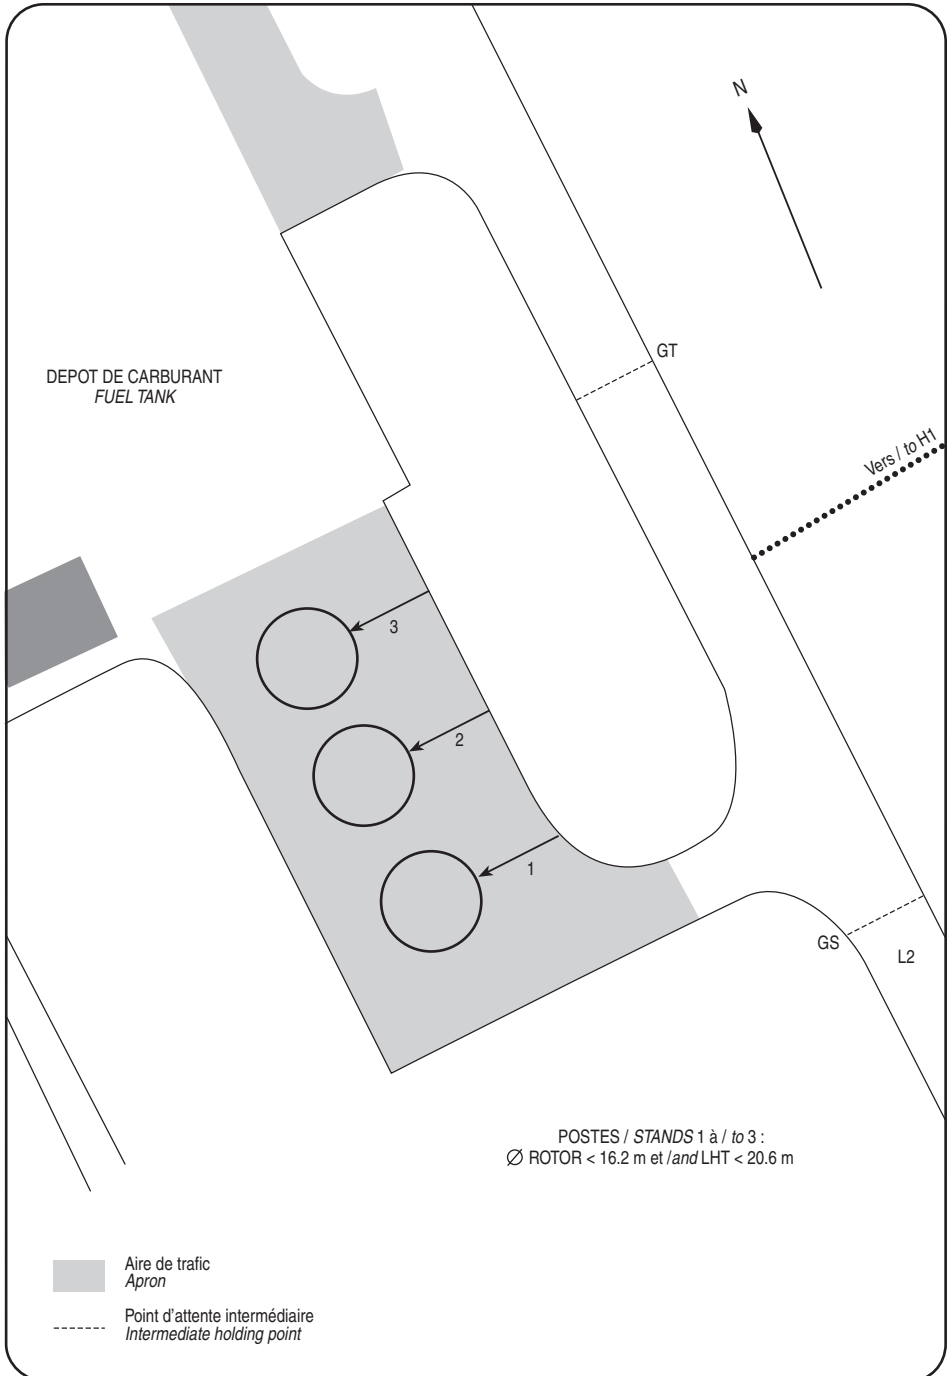 N
GT
DEPOT DE CARBURANT
FUEL TANK
Vers / to H1
3
2
1
GS
L2
POSTES / STANDS 1 à / to 3 :
∅ ROTOR < 16.2 m et /and LHT < 20.6 m
Aire de trafic
Apron
Point d'attente intermédiaire
Intermediate holding point